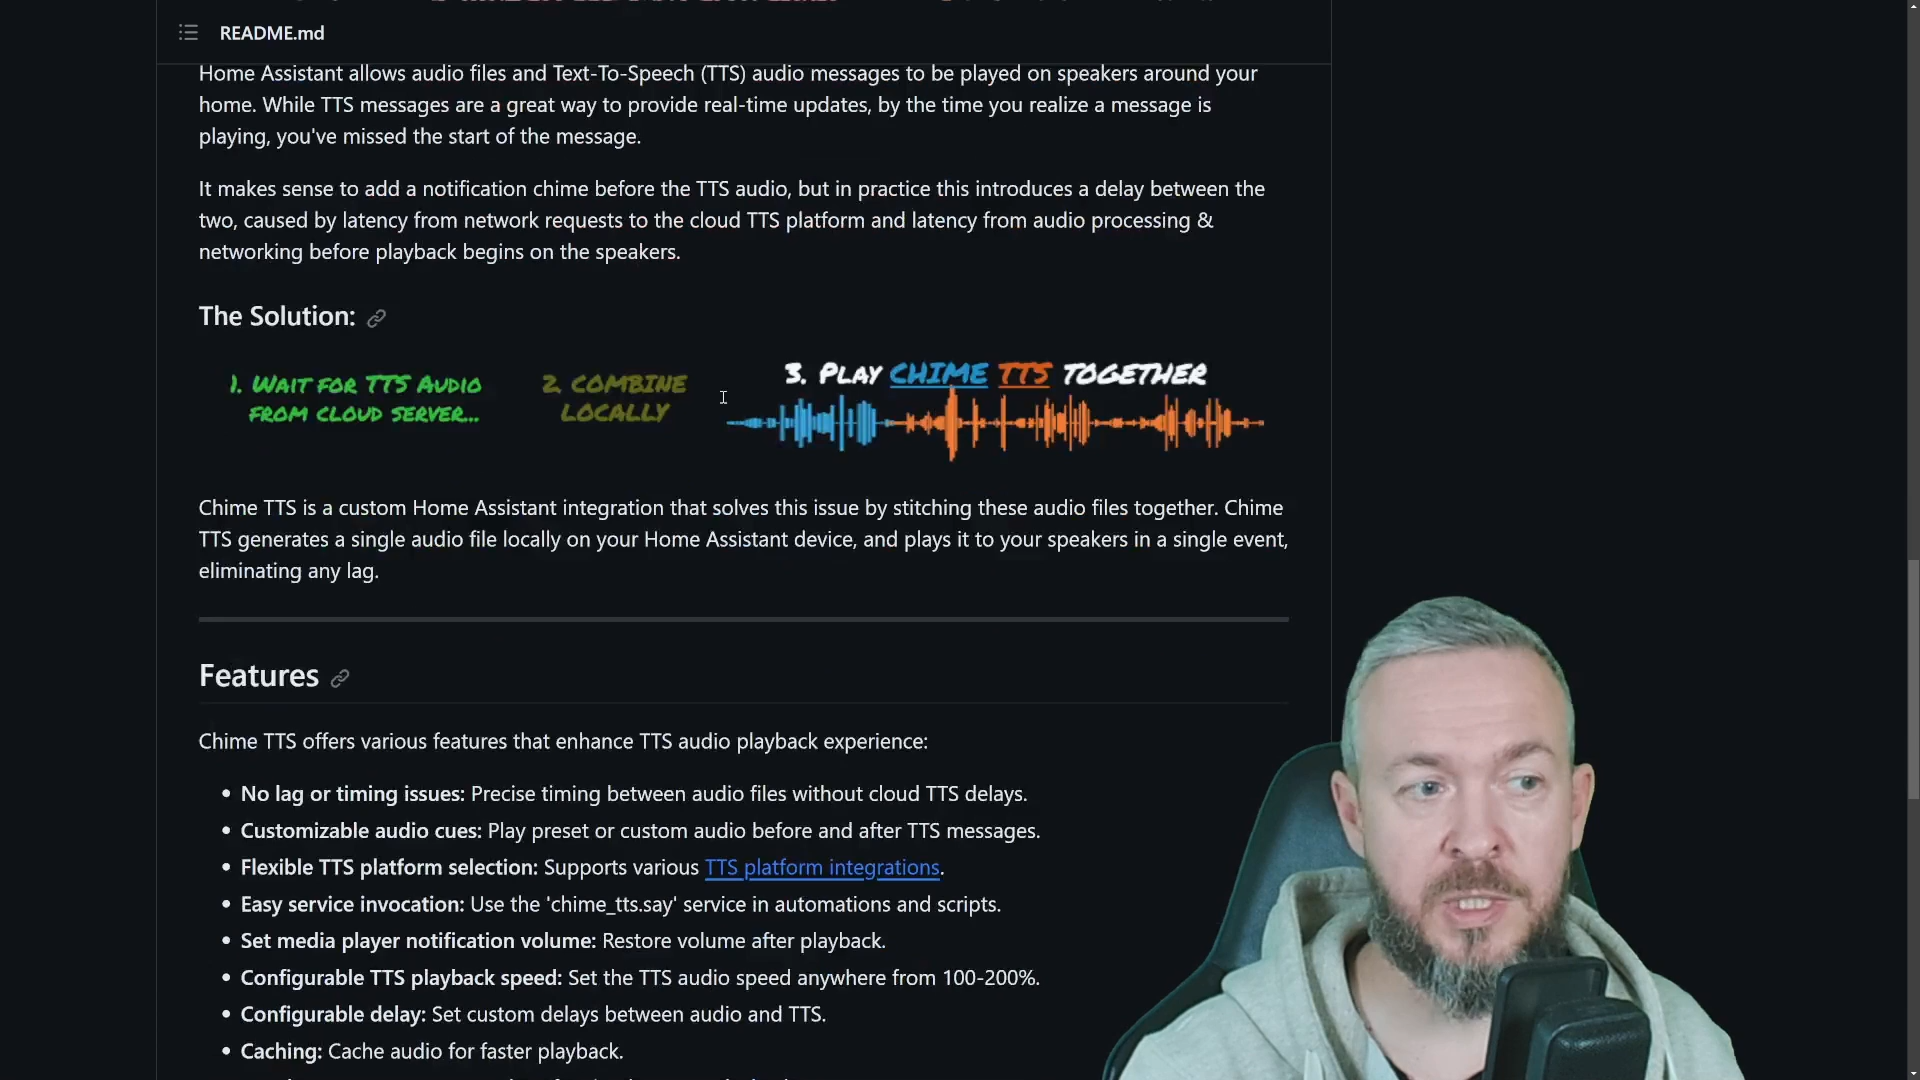 README.md
Home Assistant allows audio files and Text-To-Speech (TTS) audio messages to be played on speakers around your
home. While TTS messages are a great way to provide real-time updates, by the time you realize a message is
playing, you've missed the start of the message.
It makes sense to add a notification chime before the TTS audio, but in practice this introduces a delay between the
two, caused by latency from network requests to the cloud TTS platform and latency from audio processing &
networking before playback begins on the speakers.
The Solution:
1. WAIT FOR TTS AUDIO
FROM CLOUD SERVER...
2. COMBINE
LOCALLY
3. PLAY CHIME TTS TOGETHER
Chime TTS is a custom Home Assistant integration that solves this issue by stitching these audio files together. Chime
TTS generates a single audio file locally on your Home Assistant device, and plays it to your speakers in a single event,
eliminating any lag.
Features
Chime TTS offers various features that enhance TTS audio playback experience:
• No lag or timing issues: Precise timing between audio files without cloud TTS delays.
• Customizable audio cues: Play preset or custom audio before and after TTS messages.
• Flexible TTS platform selection: Supports various TTS platform integrations.
• Easy service invocation: Use the 'chime_tts.say' service in automations and scripts.
• Set media player notification volume: Restore volume after playback.
• Configurable TTS playback speed: Set the TTS audio speed anywhere from 100-200%.
• Configurable delay: Set custom delays between audio and TTS.
• Caching: Cache audio for faster playback.